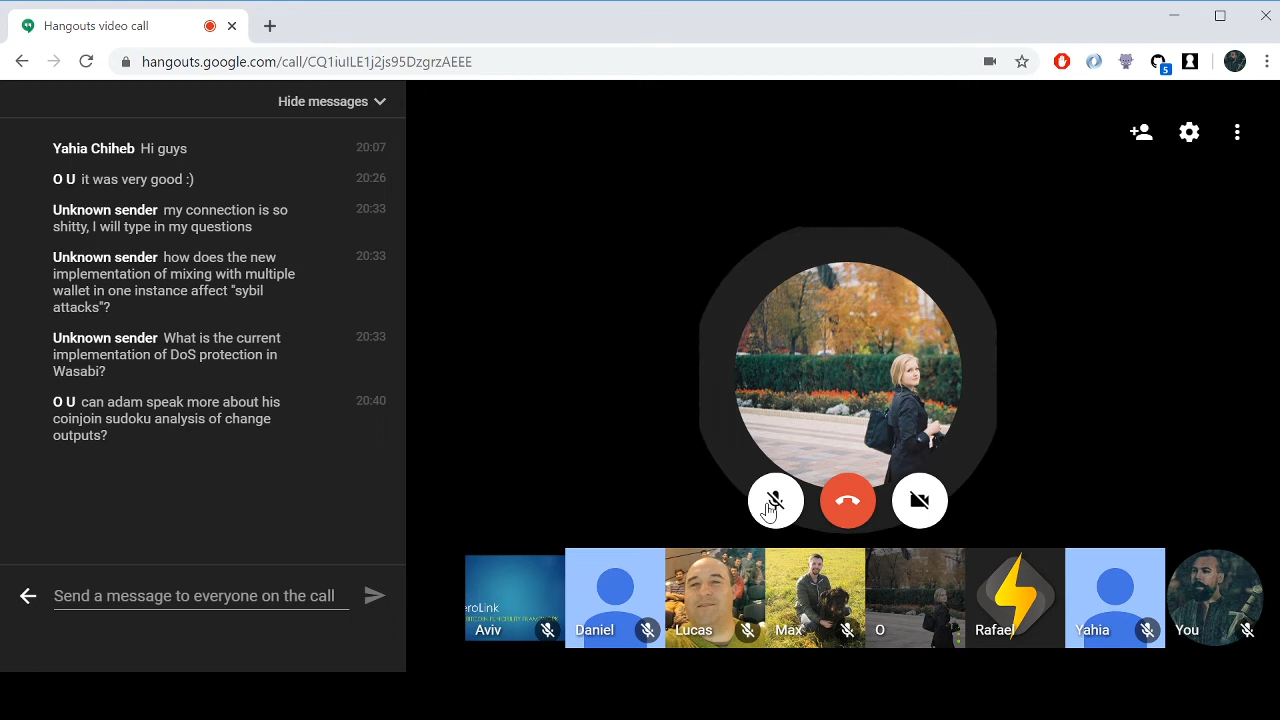 Hangouts video call
hangouts.google.com/call/CQ1iuILE1j2js95DzgrzAEEE
5
Hide messages
Yahia Chiheb Hi guys 20:07
O U it was very good :) 20:26
Unknown sender my connection is so 20:33
shitty, I will type in my questions
Unknown sender how does the new 20:33
implementation of mixing with multiple
wallet in one instance affect "sybil
attacks"?
Unknown sender What is the current 20:33
implementation of DoS protection in
Wasabi?
O U can adam speak more about his 20:40
coinjoin sudoku analysis of change
outputs?
Send a message to everyone on the call
eroLink
Aviv
Daniel
Lucas
Max
O
Rafael
Yahia
You